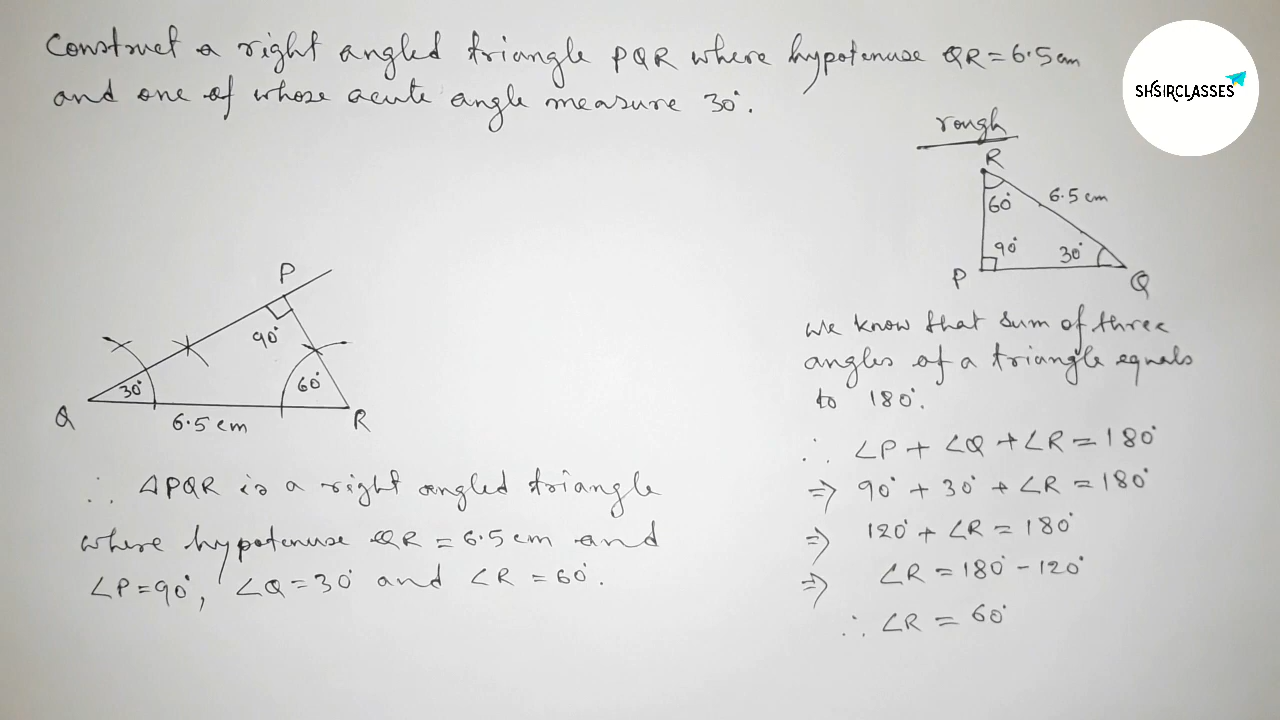 Construct a right angled triangle PQR where hypotenuse QR = 6.5 cm
and one of whose acute angle measure 30°.
SHSIRCLASSES
rough
R
60°
6.5 cm
90°
30°
P
Q
P
90°
30°
60°
Q
6.5 cm
R
∴ △PQR is a right angled triangle
where hypotenuse QR = 6.5 cm and
∠P = 90°, ∠Q = 30° and ∠R = 60°.
We know that sum of three
angles of a triangle equals
to 180°.
∴ ∠P + ∠Q + ∠R = 180°
⇒ 90° + 30° + ∠R = 180°
⇒ 120° + ∠R = 180°
⇒ ∠R = 180° - 120°
∴ ∠R = 60°